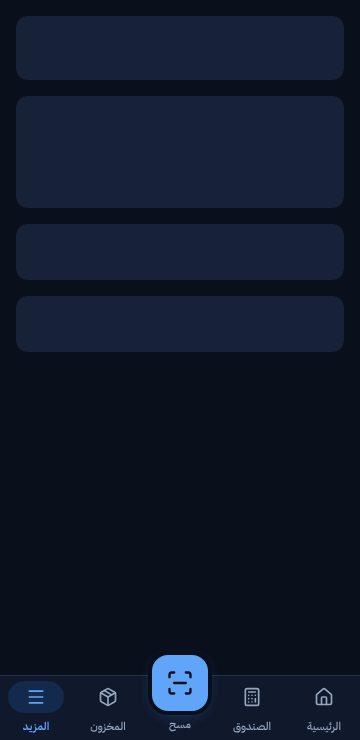 الرئيسية
الصندوق
مسح
المخزون
المزيد